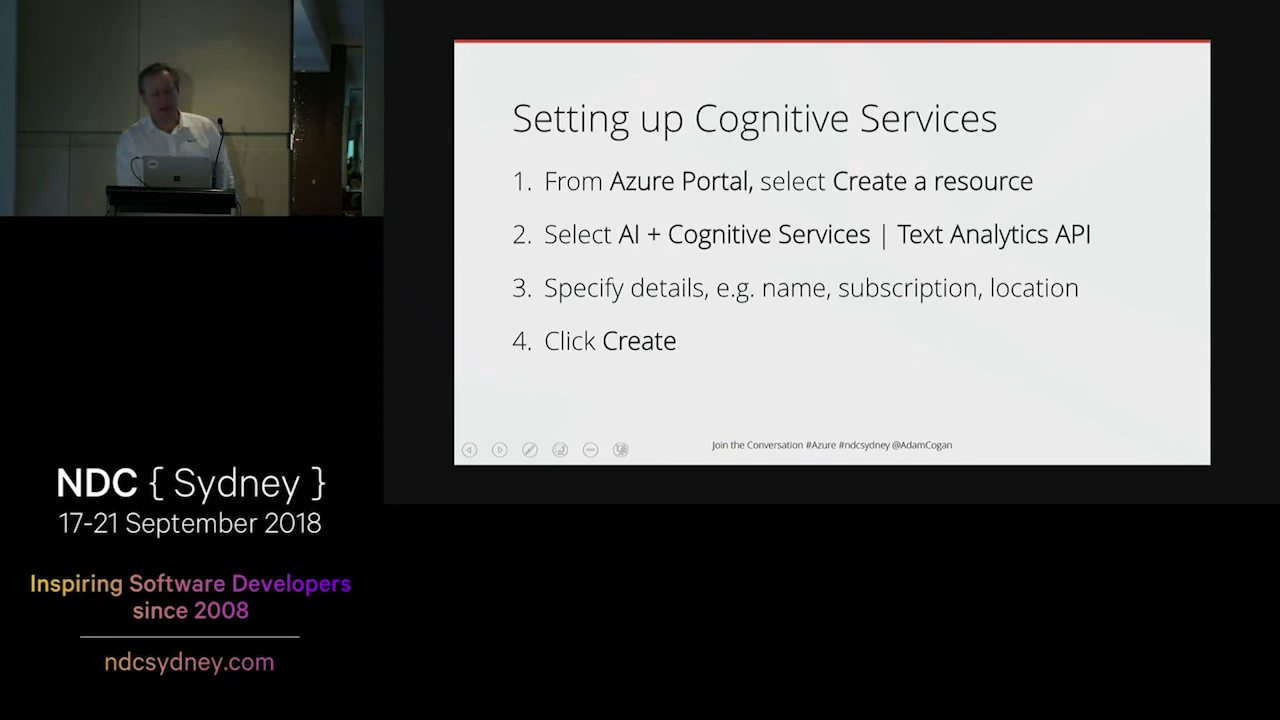 Setting up Cognitive Services
1. From Azure Portal, select Create a resource
2. Select AI + Cognitive Services | Text Analytics API
3. Specify details, e.g. name, subscription, location
4. Click Create
Join the Conversation #Azure #ndcsydney @AdamCogan
NDC { Sydney }
17-21 September 2018
Inspiring Software Developers
since 2008
ndcsydney.com